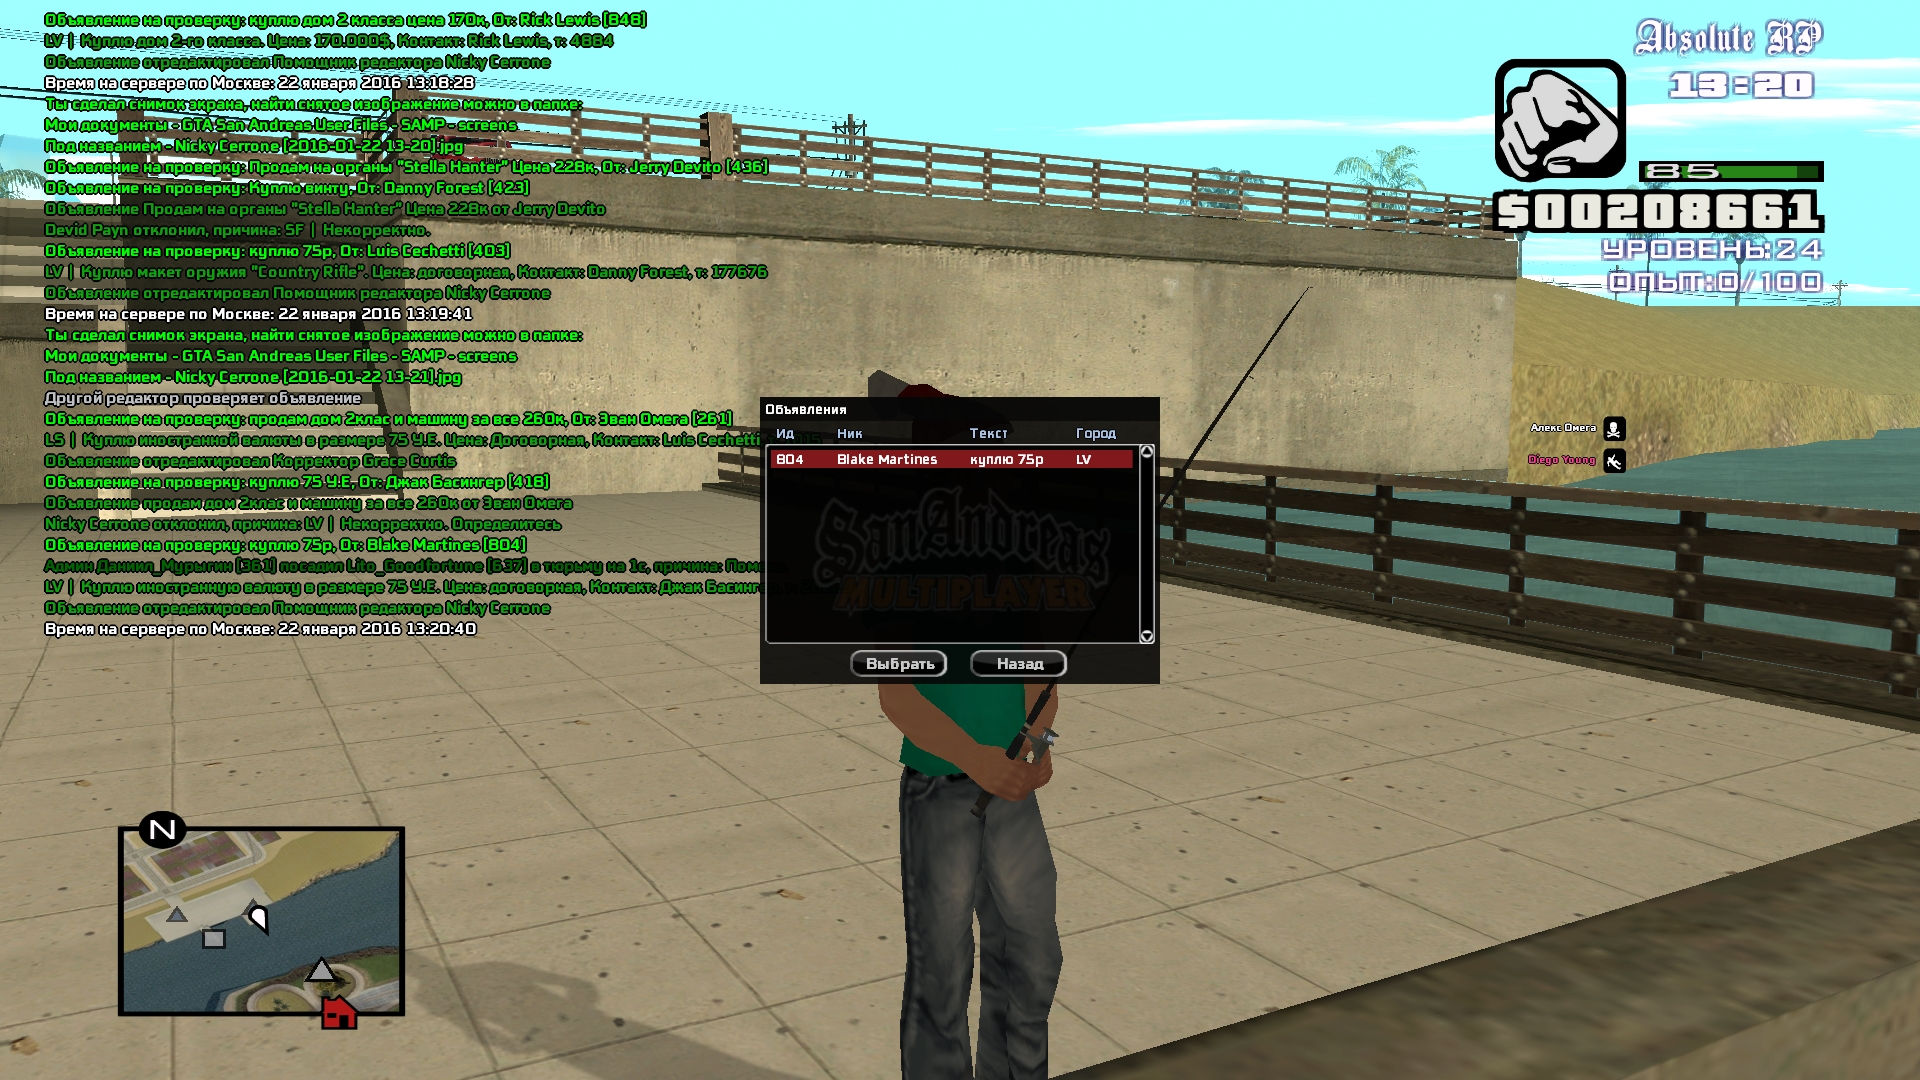 Объявление на проверку: куплю дом 2 класса цена 170к, От: Rick Lewis [848]
LV | Куплю дом 2-го класса. Цена: 170.000$, Контакт: Rick Lewis, т: 4884
Объявление отредактировал Помощник редактора Nicky Cerrone
Время на сервере по Москве: 22 января 2016 13:18:28
Ты сделал снимок экрана, найти снятое изображение можно в папке:
Мои документы - GTA San Andreas User Files - SAMP - screens
Под названием - Nicky Cerrone [2016-01-22 13-20].jpg
Объявление на проверку: Продам на органы "Stella Hanter" Цена 228к, От: Jerry Devito [436]
Объявление на проверку: Куплю винту, От: Danny Forest [423]
Объявление Продам на органы "Stella Hanter" Цена 228к от Jerry Devito
Devid Payn отклонил, причина: SF | Некорректно.
Объявление на проверку: куплю 75р, От: Luis Cechetti [403]
LV | Куплю макет оружия "Country Rifle". Цена: договорная, Контакт: Danny Forest, т: 177676
Объявление отредактировал Помощник редактора Nicky Cerrone
Время на сервере по Москве: 22 января 2016 13:19:41
Ты сделал снимок экрана, найти снятое изображение можно в папке:
Мои документы - GTA San Andreas User Files - SAMP - screens
Под названием - Nicky Cerrone [2016-01-22 13-21].jpg
Другой редактор проверяет объявление
Объявление на проверку: продам дом 2клас и машину за все 260к, От: Эван Омега [261]
LS | Куплю иностранной валюты в размере 75 У.Е. Цена: Договорная, Контакт: Luis Cechetti
Объявление отредактировал Корректор Grace Curtis
Объявление на проверку: куплю 75 У,Е, От: Джак Басингер [418]
Объявление продам дом 2клас и машину за все 260к от Эван Омега
Nicky Cerrone отклонил, причина: LV | Некорректно. Определитесь
Объявление на проверку: куплю 75р, От: Blake Martines [804]
Админ Даниил_Мурыгин [361] посадил Lito_Goodfortune [637] в тюрьму на 1с, причина:
LV | Куплю иностранную валюту в размере 75 У.Е. Цена: договорная, Контакт: Джак
Объявление отредактировал Помощник редактора Nicky Cerrone
Время на сервере по Москве: 22 января 2016 13:20:40
Absolute RP
13:20
85
$00208661
УРОВЕНЬ:24
ОПЫТ:0/100
Алекс Омега
Diego Young
Объявления
Ид Ник Текст Город
804 Blake Martines куплю 75р LV
San Andreas
MULTIPLAYER
Выбрать Назад
N